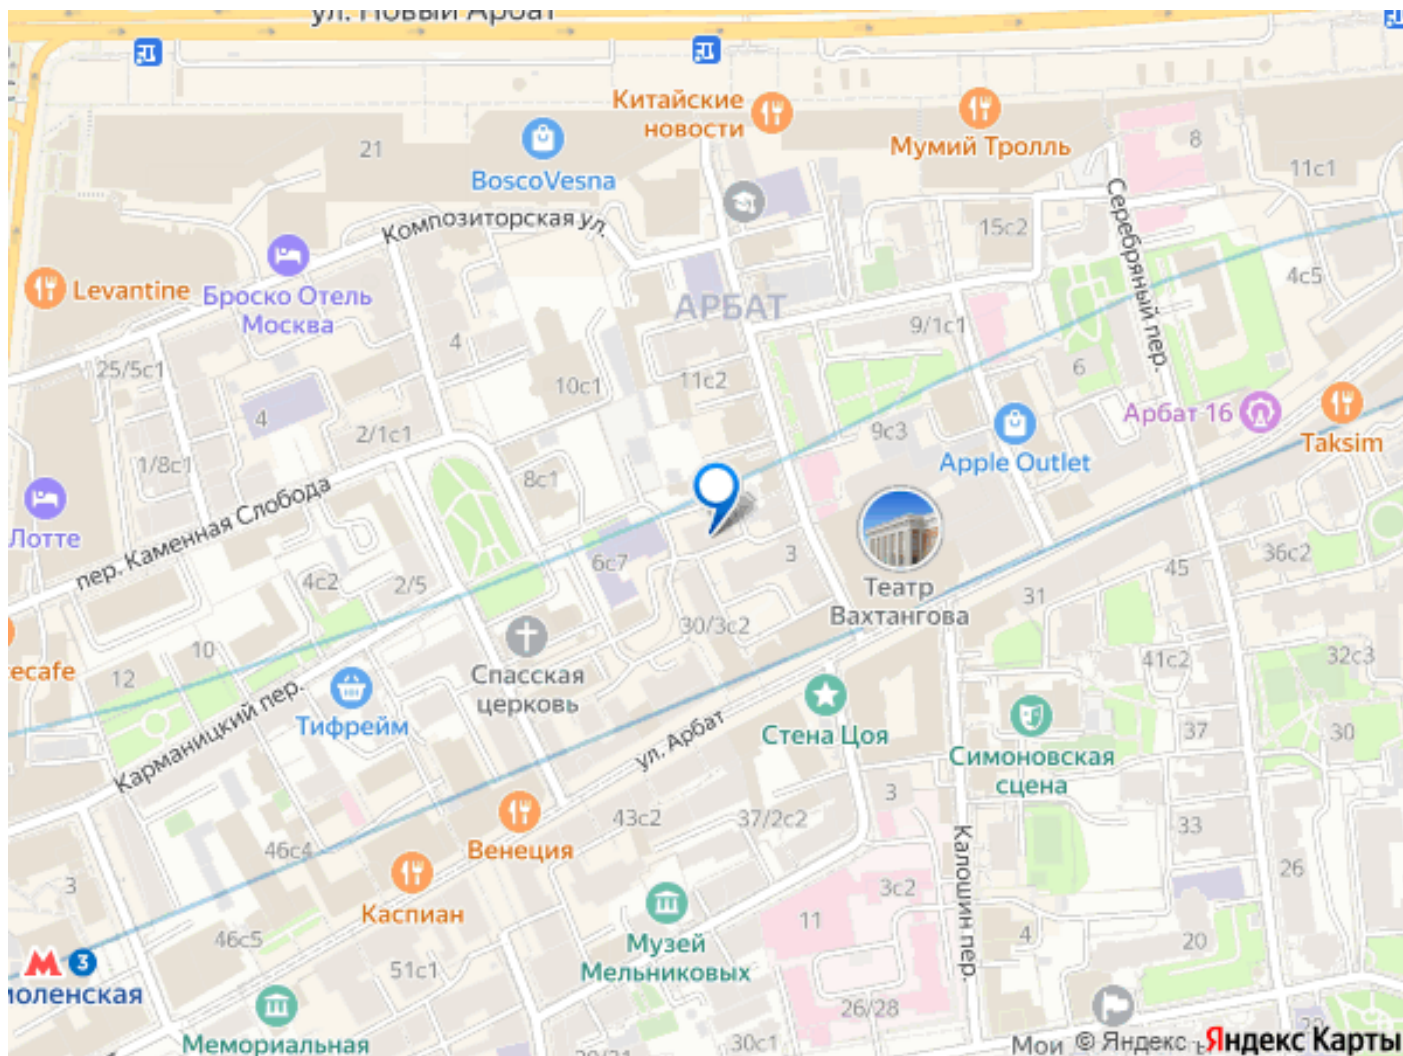 ул. Новый Арбат
Китайские
новости
Мумий Тролль
8
21
BoscoVesna
11с1
Композиторская ул.
Серебряный пер.
15с2
Levantine
Броско Отель
Москва
АРБАТ
4с5
9/1с1
4
25/5с1
10с1
11с2
6
4
2/1с1
Арбат 16
Taksim
9с3
Apple Outlet
1/8с1
8с1
пер. Каменная Слобода
Лотте
3
6с7
4с2
2/5
Театр
Вахтангова
36с2
45
31
30/3с2
10
12
ecafe
Спасская
церковь
41с2
32с3
Карманицкий пер.
Тифрейм
ул. Арбат
Стена Цоя
Симоновская
сцена
37
30
3
43с2
37/2с2
33
Венеция
46с4
Калошин пер.
26
3
Каспиан
3с2
11
Музей
Мельниковых
46с5
4
20
51с1
М 3
моленская
26/28
Мемориальная
30с1
Мои
© Яндекс Яндекс Карты